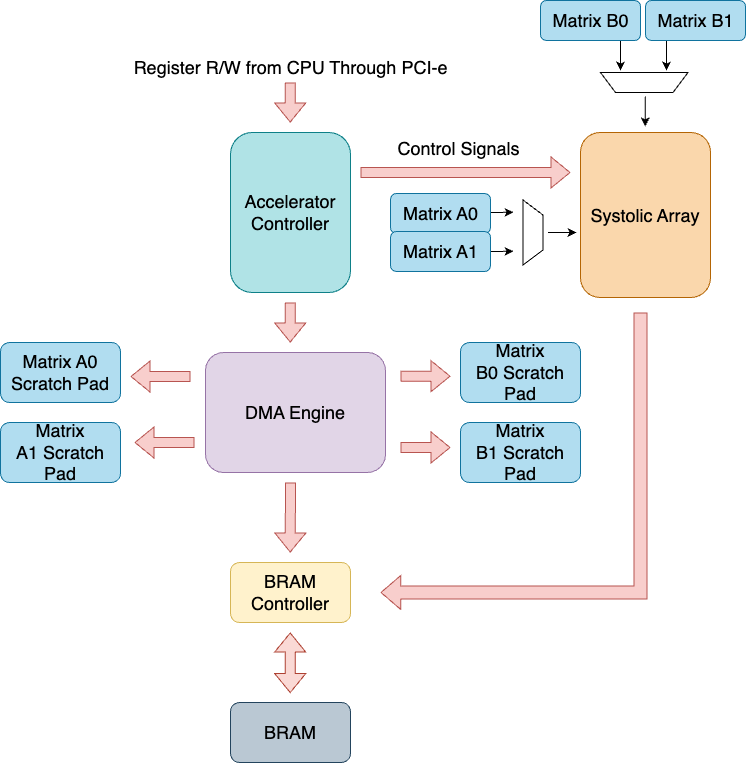 Matrix B0
Matrix B1
Register R/W from CPU Through PCI-e
Control Signals
Accelerator
Controller
Matrix A0
Matrix A1
Systolic Array
Matrix A0
Scratch Pad
Matrix
A1 Scratch
Pad
DMA Engine
Matrix
B0 Scratch
Pad
Matrix
B1 Scratch
Pad
BRAM
Controller
BRAM